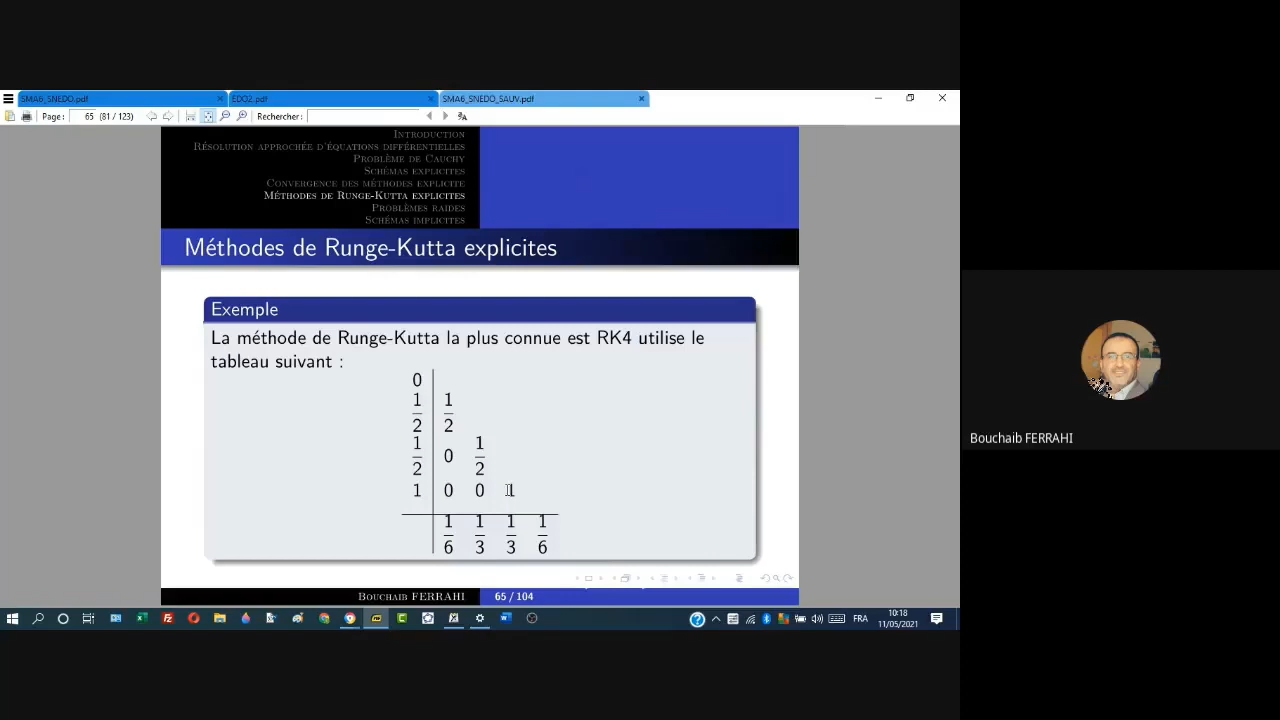 SMA6_SNEDO.pdf
EDO2.pdf
SMA6_SNEDO_SAUV.pdf
Page: 65 (81 / 123) Rechercher :
INTRODUCTION
RÉSOLUTION APPROCHÉE D'ÉQUATIONS DIFFÉRENTIELLES
PROBLÈME DE CAUCHY
SCHÉMAS EXPLICITES
CONVERGENCE DES MÉTHODES EXPLICITE
MÉTHODES DE RUNGE-KUTTA EXPLICITES
PROBLÈMES RAIDES
SCHÉMAS IMPLICITES
Méthodes de Runge-Kutta explicites
Exemple
La méthode de Runge-Kutta la plus connue est RK4 utilise le
tableau suivant :
0
1/2 1/2
1/2 0 1/2
1 0 0 1
1/6 1/3 1/3 1/6
BOUCHAIB FERRAHI 65 / 104
Bouchaib FERRAHI
FRA
10:18
11/05/2021